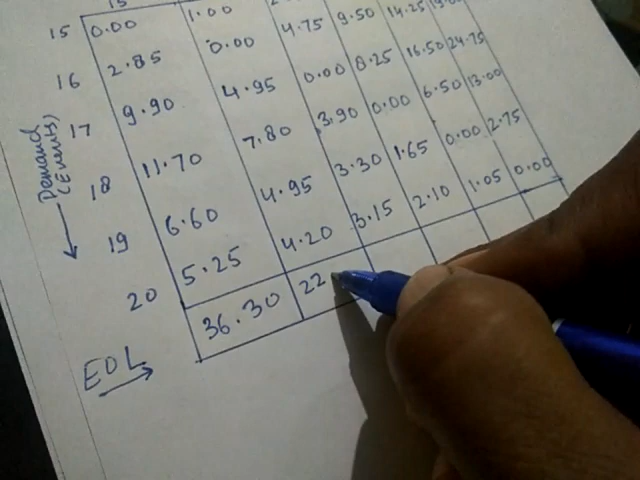 15 0.00 1.00 4.75 9.50 14.25
16 2.85 0.00 4.75 8.25 16.50 24.75
17 9.90 4.95 0.00 0.00 6.50 13.00
18 11.70 7.80 3.90 1.65 0.00 2.75
19 6.60 4.95 3.30 2.10 1.05 0.00
20 5.25 4.20 3.15
36.30 22
Demand
(Eunits)
EOL